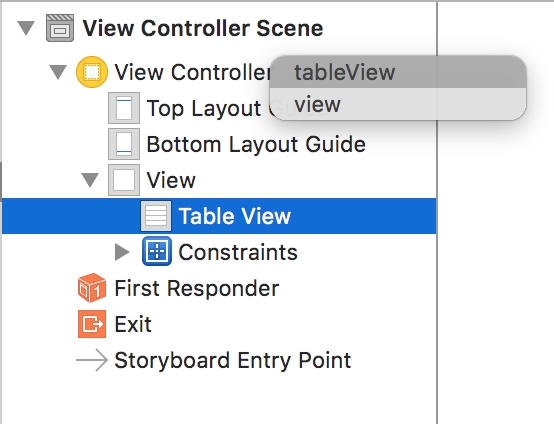 View Controller Scene
View Controller
tableView
view
Top Layout
Bottom Layout Guide
View
Table View
Constraints
First Responder
Exit
Storyboard Entry Point